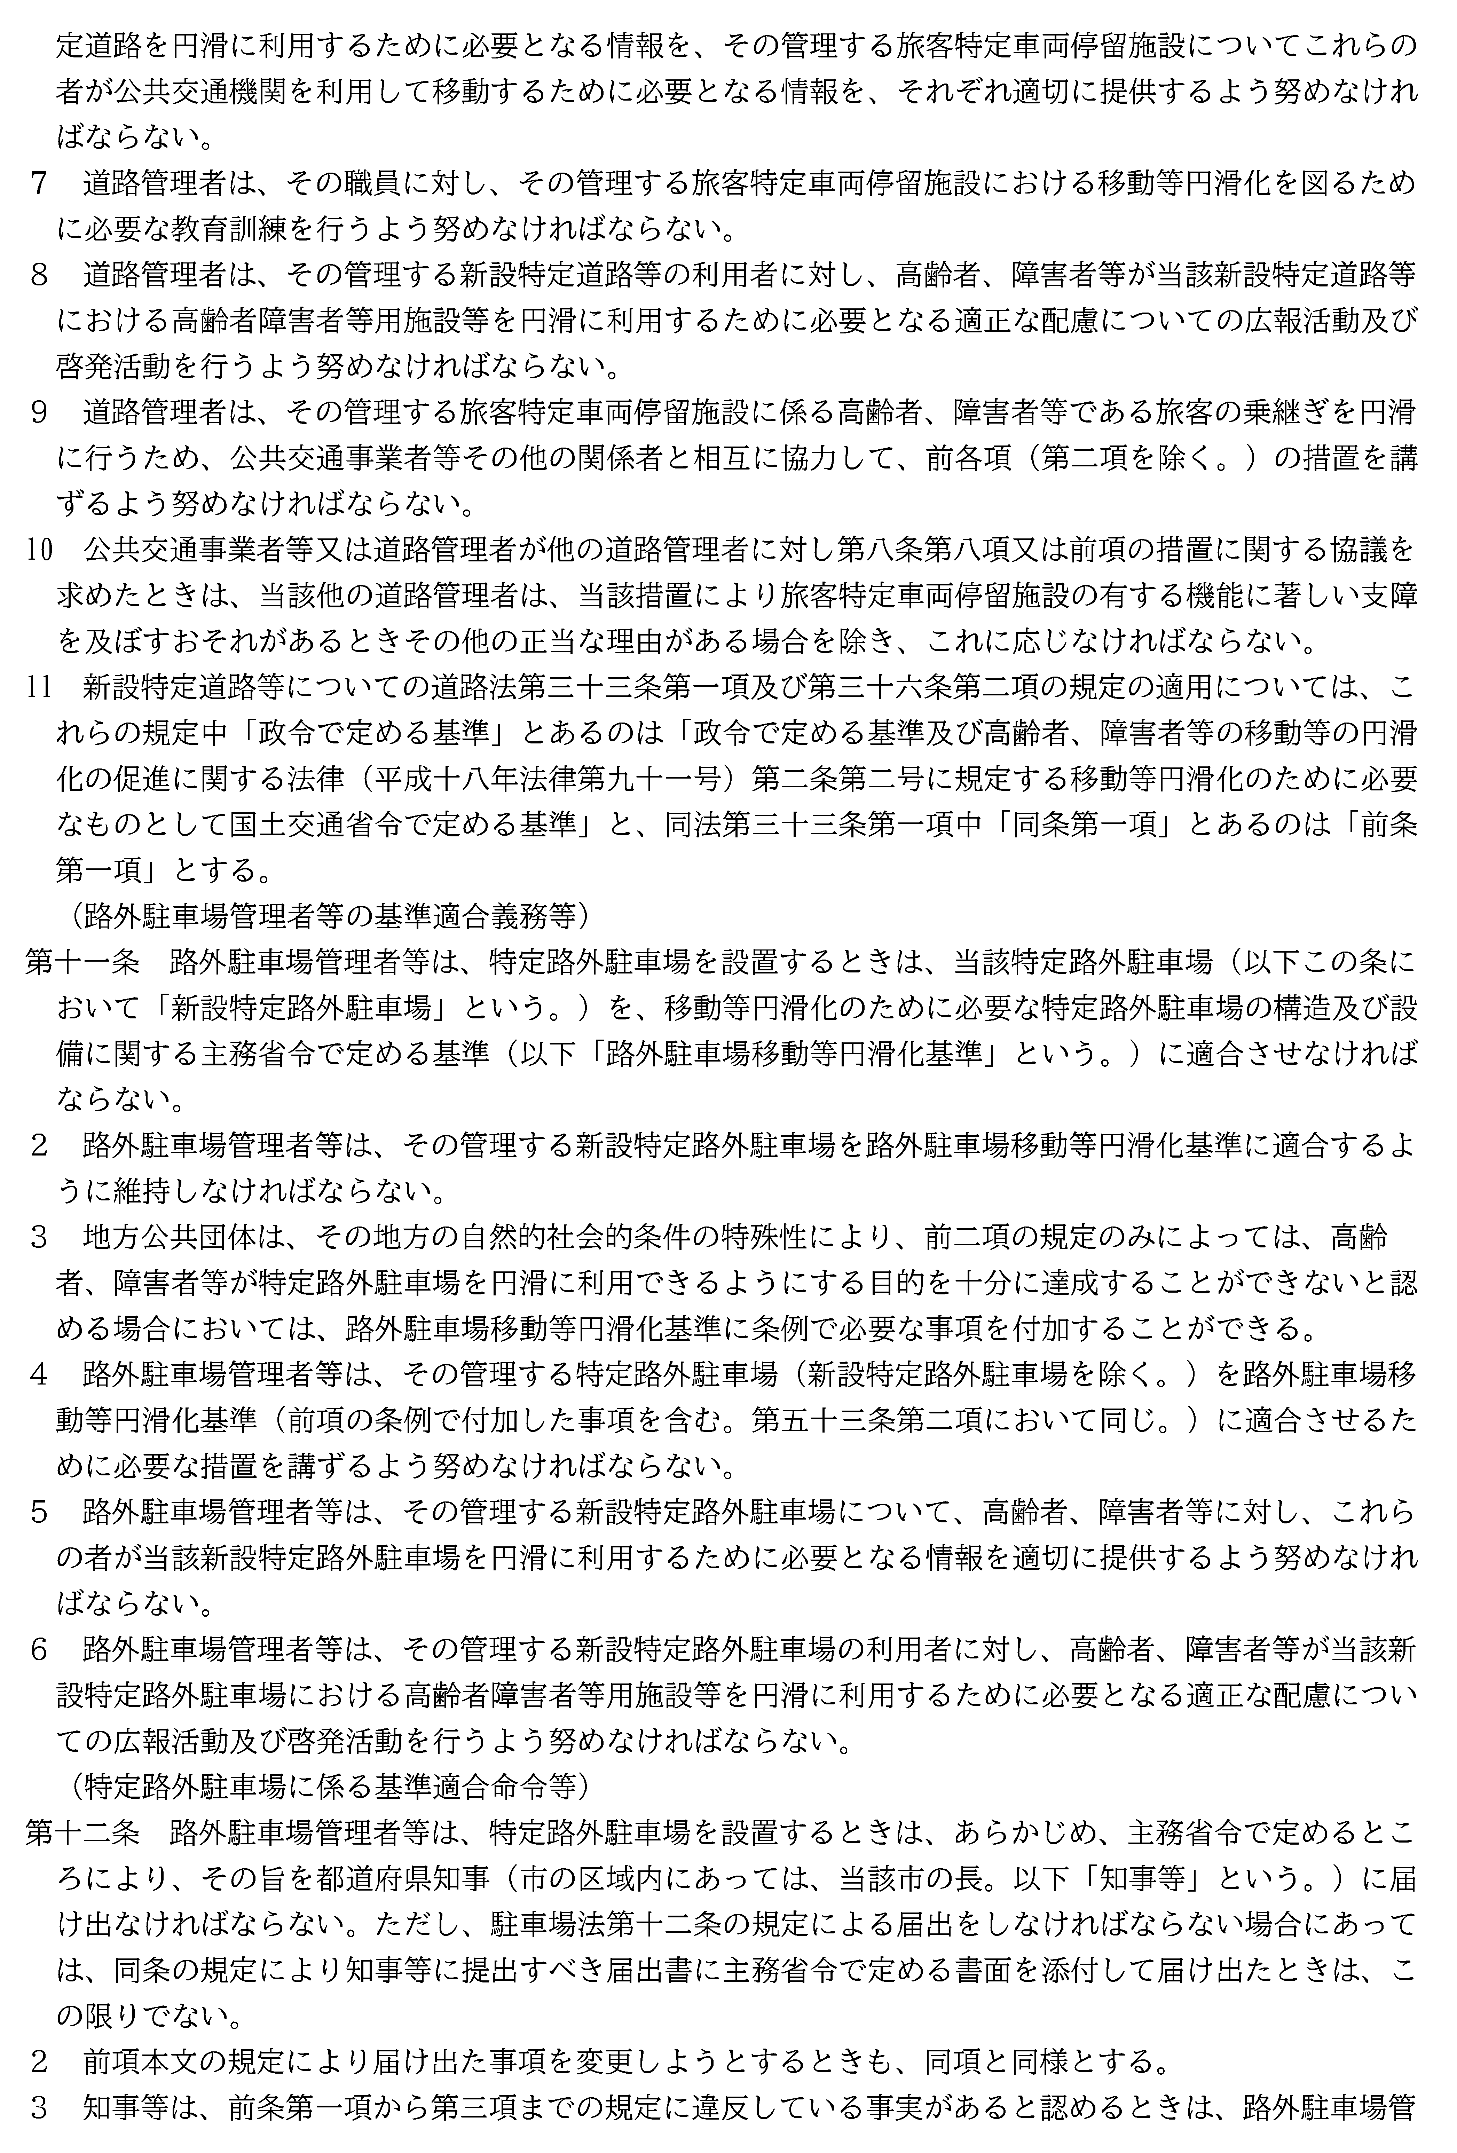 定道路を円滑に利用するために必要となる情報を、その管理する旅客特定車両停留施設についてこれらの
者が公共交通機関を利用して移動するために必要となる情報を、それぞれ適切に提供するよう努めなけれ
ばならない。
７　道路管理者は、その職員に対し、その管理する旅客特定車両停留施設における移動等円滑化を図るため
に必要な教育訓練を行うよう努めなければならない。
８　道路管理者は、その管理する新設特定道路等の利用者に対し、高齢者、障害者等が当該新設特定道路等
における高齢者障害者等用施設等を円滑に利用するために必要となる適正な配慮についての広報活動及び
啓発活動を行うよう努めなければならない。
９　道路管理者は、その管理する旅客特定車両停留施設に係る高齢者、障害者等である旅客の乗継ぎを円滑
に行うため、公共交通事業者等その他の関係者と相互に協力して、前各項（第二項を除く。）の措置を講
ずるよう努めなければならない。
10　公共交通事業者等又は道路管理者が他の道路管理者に対し第八条第八項又は前項の措置に関する協議を
求めたときは、当該他の道路管理者は、当該措置により旅客特定車両停留施設の有する機能に著しい支障
を及ぼすおそれがあるときその他の正当な理由がある場合を除き、これに応じなければならない。
11　新設特定道路等についての道路法第三十三条第一項及び第三十六条第二項の規定の適用については、こ
れらの規定中「政令で定める基準」とあるのは「政令で定める基準及び高齢者、障害者等の移動等の円滑
化の促進に関する法律（平成十八年法律第九十一号）第二条第二号に規定する移動等円滑化のために必要
なものとして国土交通省令で定める基準」と、同法第三十三条第一項中「同条第一項」とあるのは「前条
第一項」とする。
（路外駐車場管理者等の基準適合義務等）
第十一条　路外駐車場管理者等は、特定路外駐車場を設置するときは、当該特定路外駐車場（以下この条に
おいて「新設特定路外駐車場」という。）を、移動等円滑化のために必要な特定路外駐車場の構造及び設
備に関する主務省令で定める基準（以下「路外駐車場移動等円滑化基準」という。）に適合させなければ
ならない。
２　路外駐車場管理者等は、その管理する新設特定路外駐車場を路外駐車場移動等円滑化基準に適合するよ
うに維持しなければならない。
３　地方公共団体は、その地方の自然的社会的条件の特殊性により、前二項の規定のみによっては、高齢
者、障害者等が特定路外駐車場を円滑に利用できるようにする目的を十分に達成することができないと認
める場合においては、路外駐車場移動等円滑化基準に条例で必要な事項を付加することができる。
４　路外駐車場管理者等は、その管理する特定路外駐車場（新設特定路外駐車場を除く。）を路外駐車場移
動等円滑化基準（前項の条例で付加した事項を含む。第五十三条第二項において同じ。）に適合させるた
めに必要な措置を講ずるよう努めなければならない。
５　路外駐車場管理者等は、その管理する新設特定路外駐車場について、高齢者、障害者等に対し、これら
の者が当該新設特定路外駐車場を円滑に利用するために必要となる情報を適切に提供するよう努めなけれ
ばならない。
６　路外駐車場管理者等は、その管理する新設特定路外駐車場の利用者に対し、高齢者、障害者等が当該新
設特定路外駐車場における高齢者障害者等用施設等を円滑に利用するために必要となる適正な配慮につい
ての広報活動及び啓発活動を行うよう努めなければならない。
（特定路外駐車場に係る基準適合命令等）
第十二条　路外駐車場管理者等は、特定路外駐車場を設置するときは、あらかじめ、主務省令で定めるとこ
ろにより、その旨を都道府県知事（市の区域内にあっては、当該市の長。以下「知事等」という。）に届
け出なければならない。ただし、駐車場法第十二条の規定による届出をしなければならない場合にあって
は、同条の規定により知事等に提出すべき届出書に主務省令で定める書面を添付して届け出たときは、こ
の限りでない。
２　前項本文の規定により届け出た事項を変更しようとするときも、同項と同様とする。
３　知事等は、前条第一項から第三項までの規定に違反している事実があると認めるときは、路外駐車場管